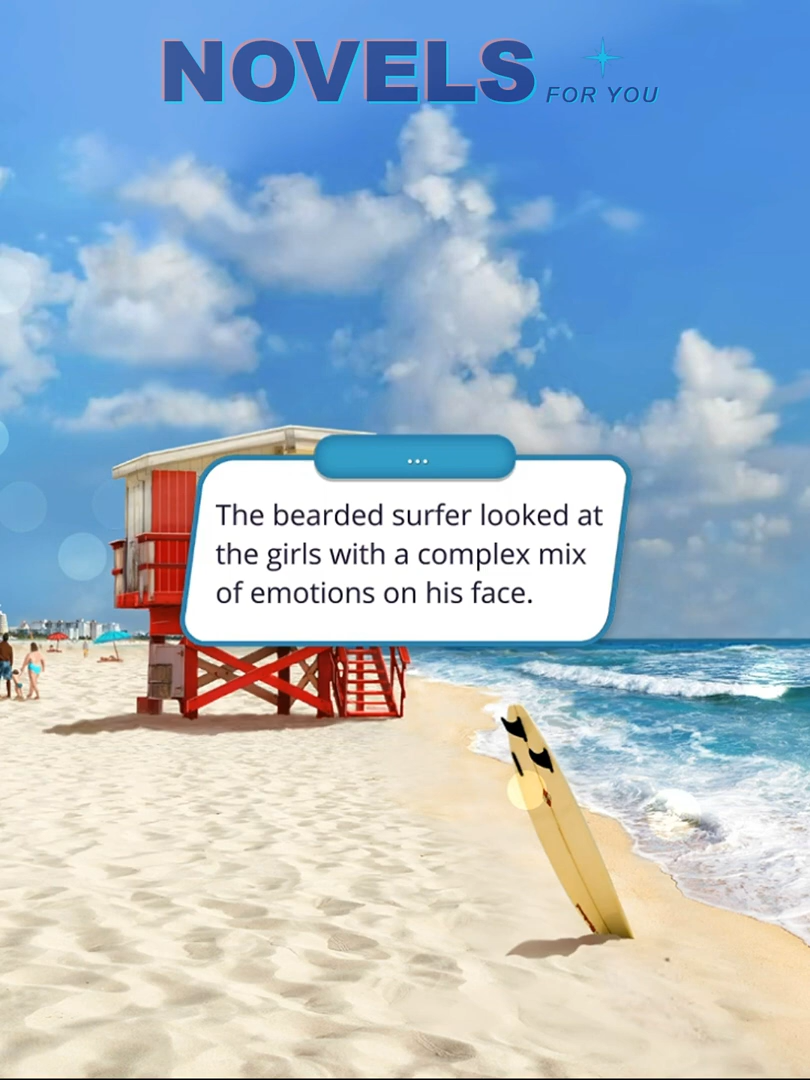 NOVELS
FOR YOU
...
The bearded surfer looked at
the girls with a complex mix
of emotions on his face.